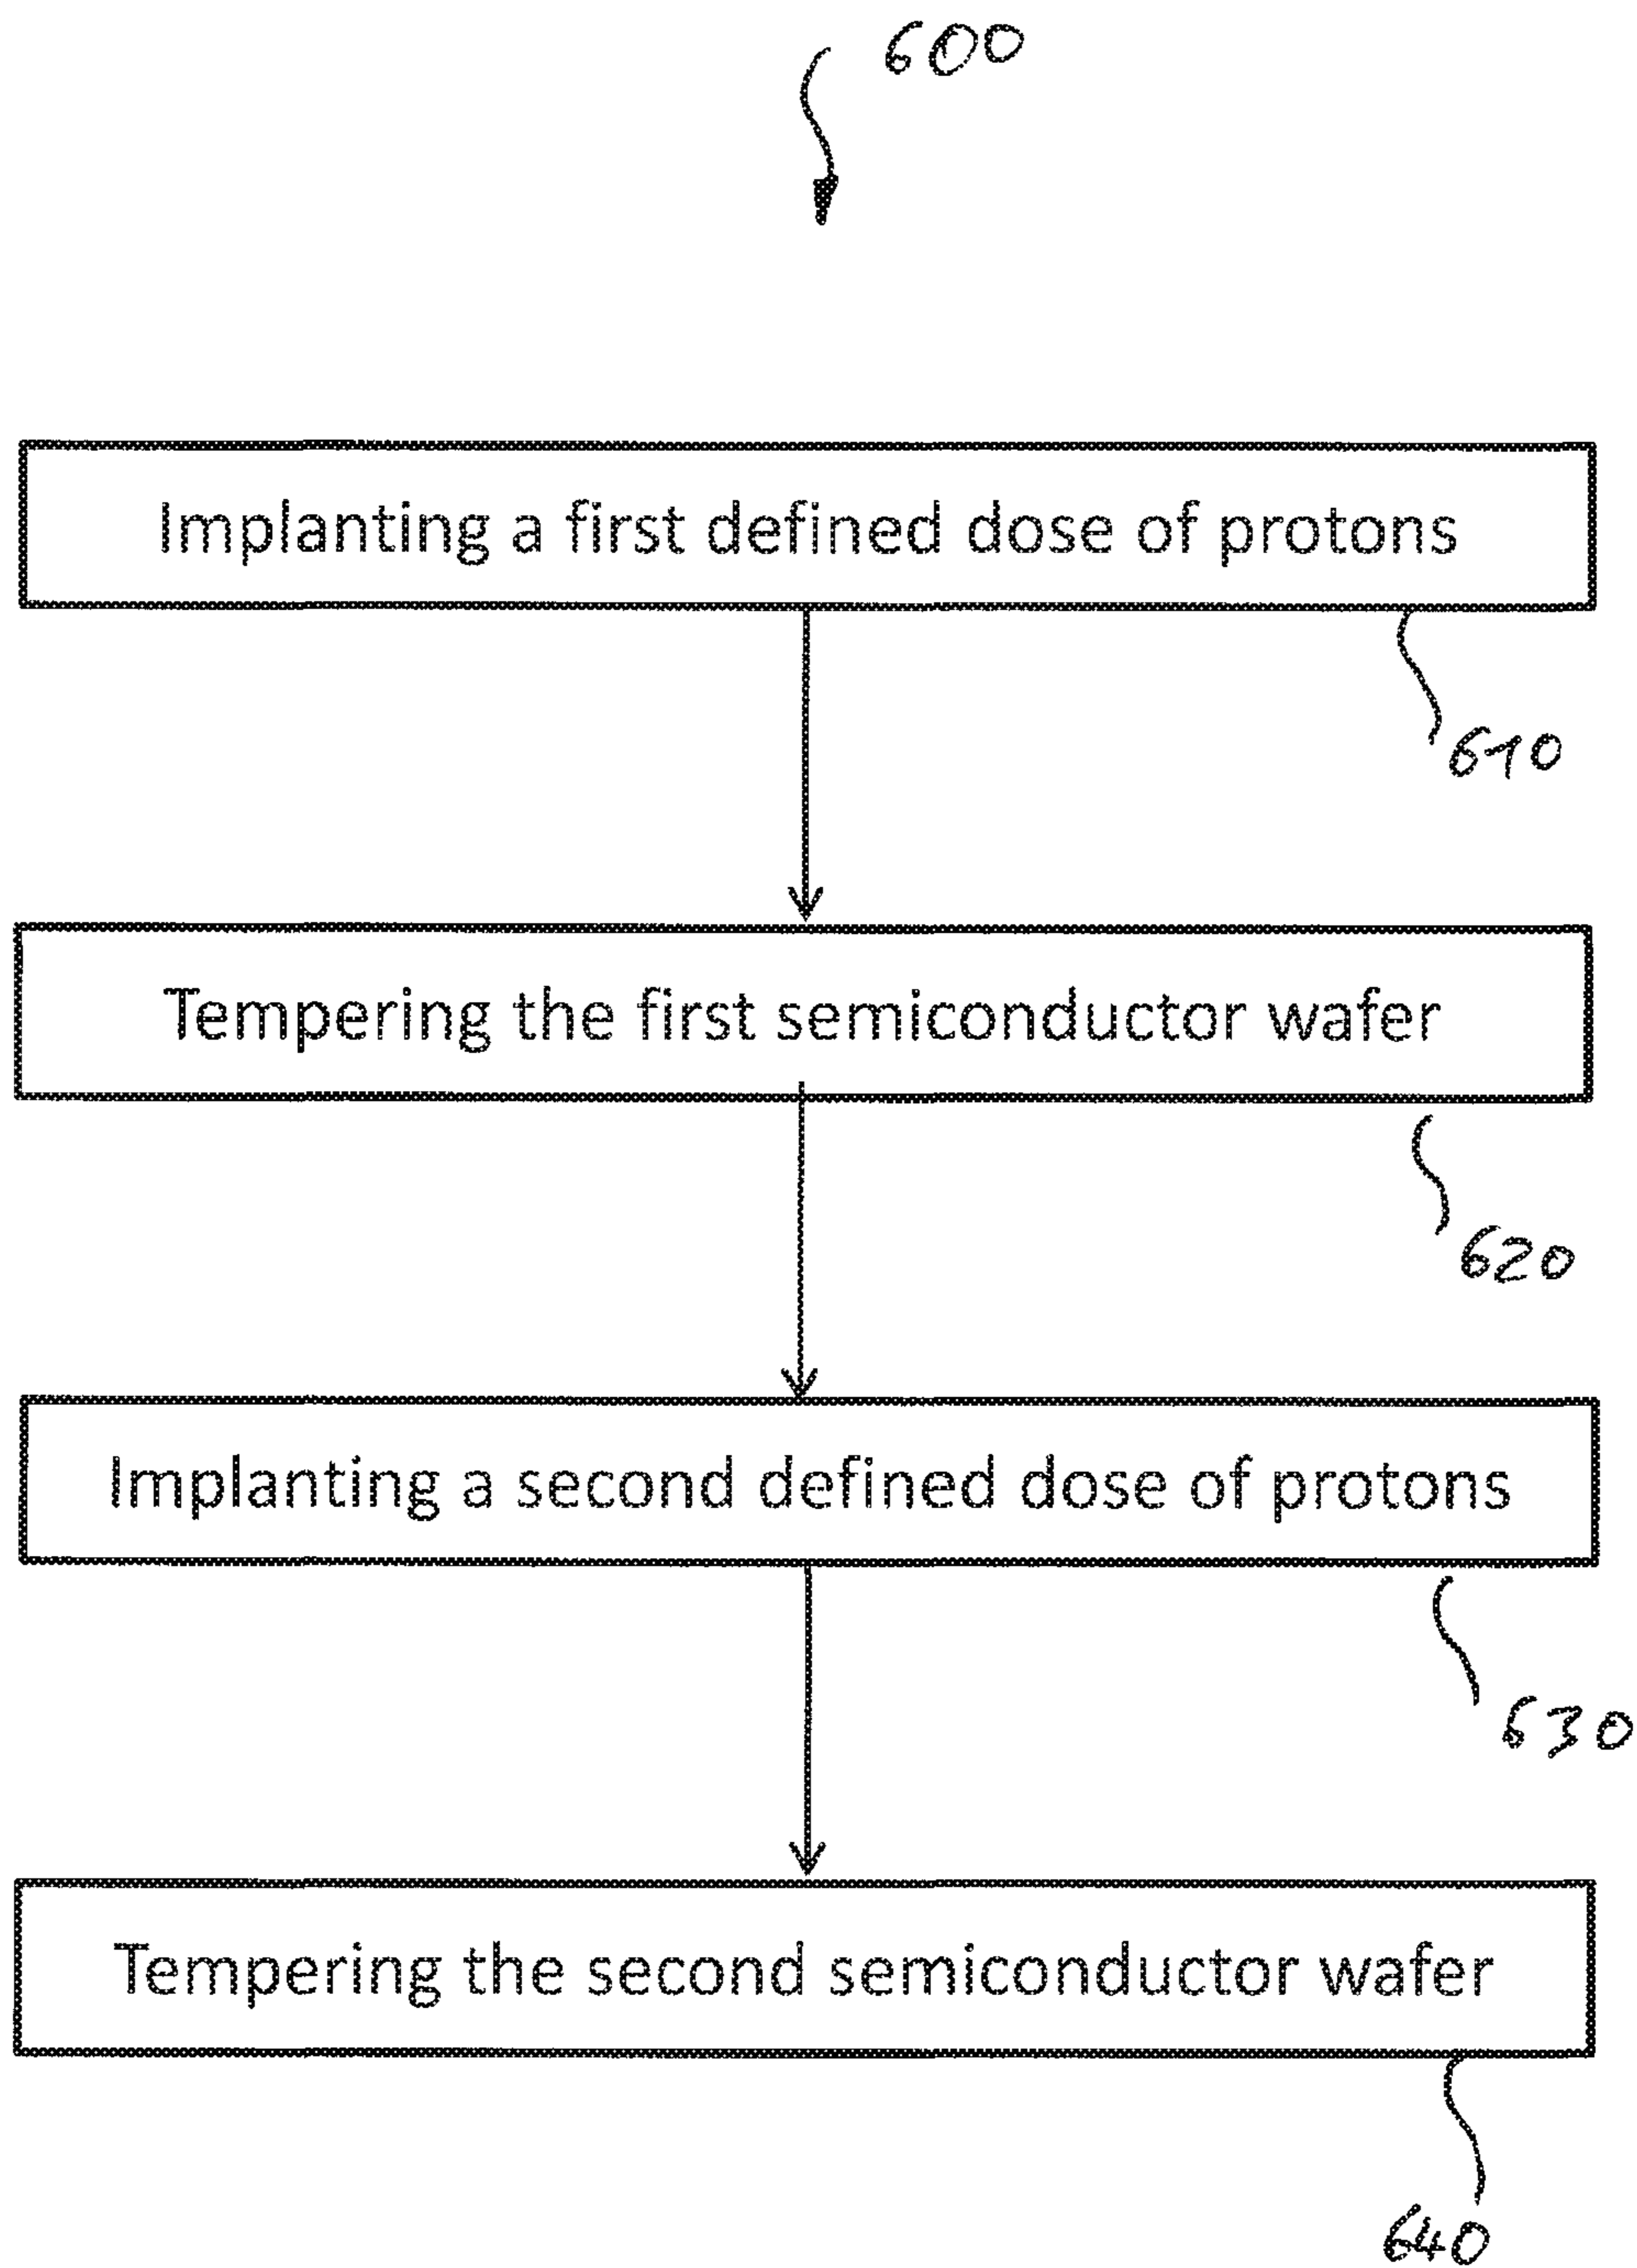 600
Implanting a first defined dose of protons
610
Tempering the first semiconductor wafer
620
Implanting a second defined dose of protons
630
Tempering the second semiconductor wafer
640